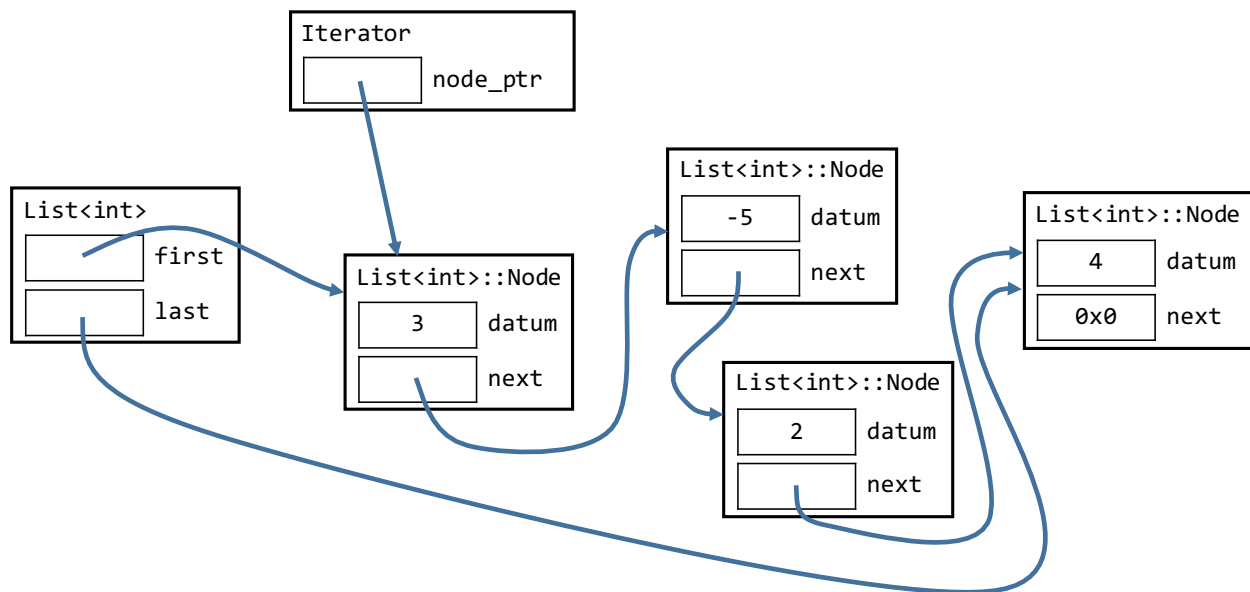 Iterator
node_ptr
List<int>
first
last
List<int>::Node
3 datum
next
List<int>::Node
-5 datum
next
List<int>::Node
2 datum
next
List<int>::Node
4 datum
0x0 next